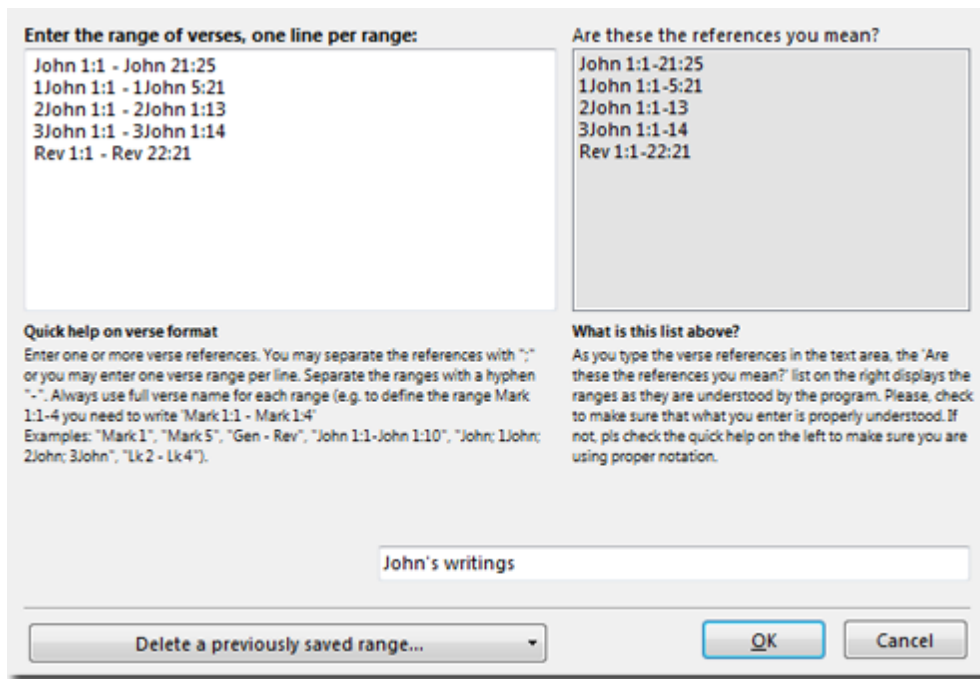 Enter the range of verses, one line per range:
John 1:1 - John 21:25
1John 1:1 - 1John 5:21
2John 1:1 - 2John 1:13
3John 1:1 - 3John 1:14
Rev 1:1 - Rev 22:21
Are these the references you mean?
John 1:1-21:25
1John 1:1-5:21
2John 1:1-13
3John 1:1-14
Rev 1:1-22:21
Quick help on verse format
Enter one or more verse references. You may separate the references with ";"
or you may enter one verse range per line. Separate the ranges with a hyphen
"-". Always use full verse name for each range (e.g. to define the range Mark
1:1-4 you need to write 'Mark 1:1 - Mark 1:4'
Examples: "Mark 1", "Mark 5", "Gen - Rev", "John 1:1-John 1:10", "John; 1John;
2John; 3John", "Lk 2 - Lk 4").
What is this list above?
As you type the verse references in the text area, the 'Are
these the references you mean?' list on the right displays the
ranges as they are understood by the program. Please, check
to make sure that what you enter is properly understood. If
not, pls check the quick help on the left to make sure you are
using proper notation.
John's writings
Delete a previously saved range...
OK
Cancel